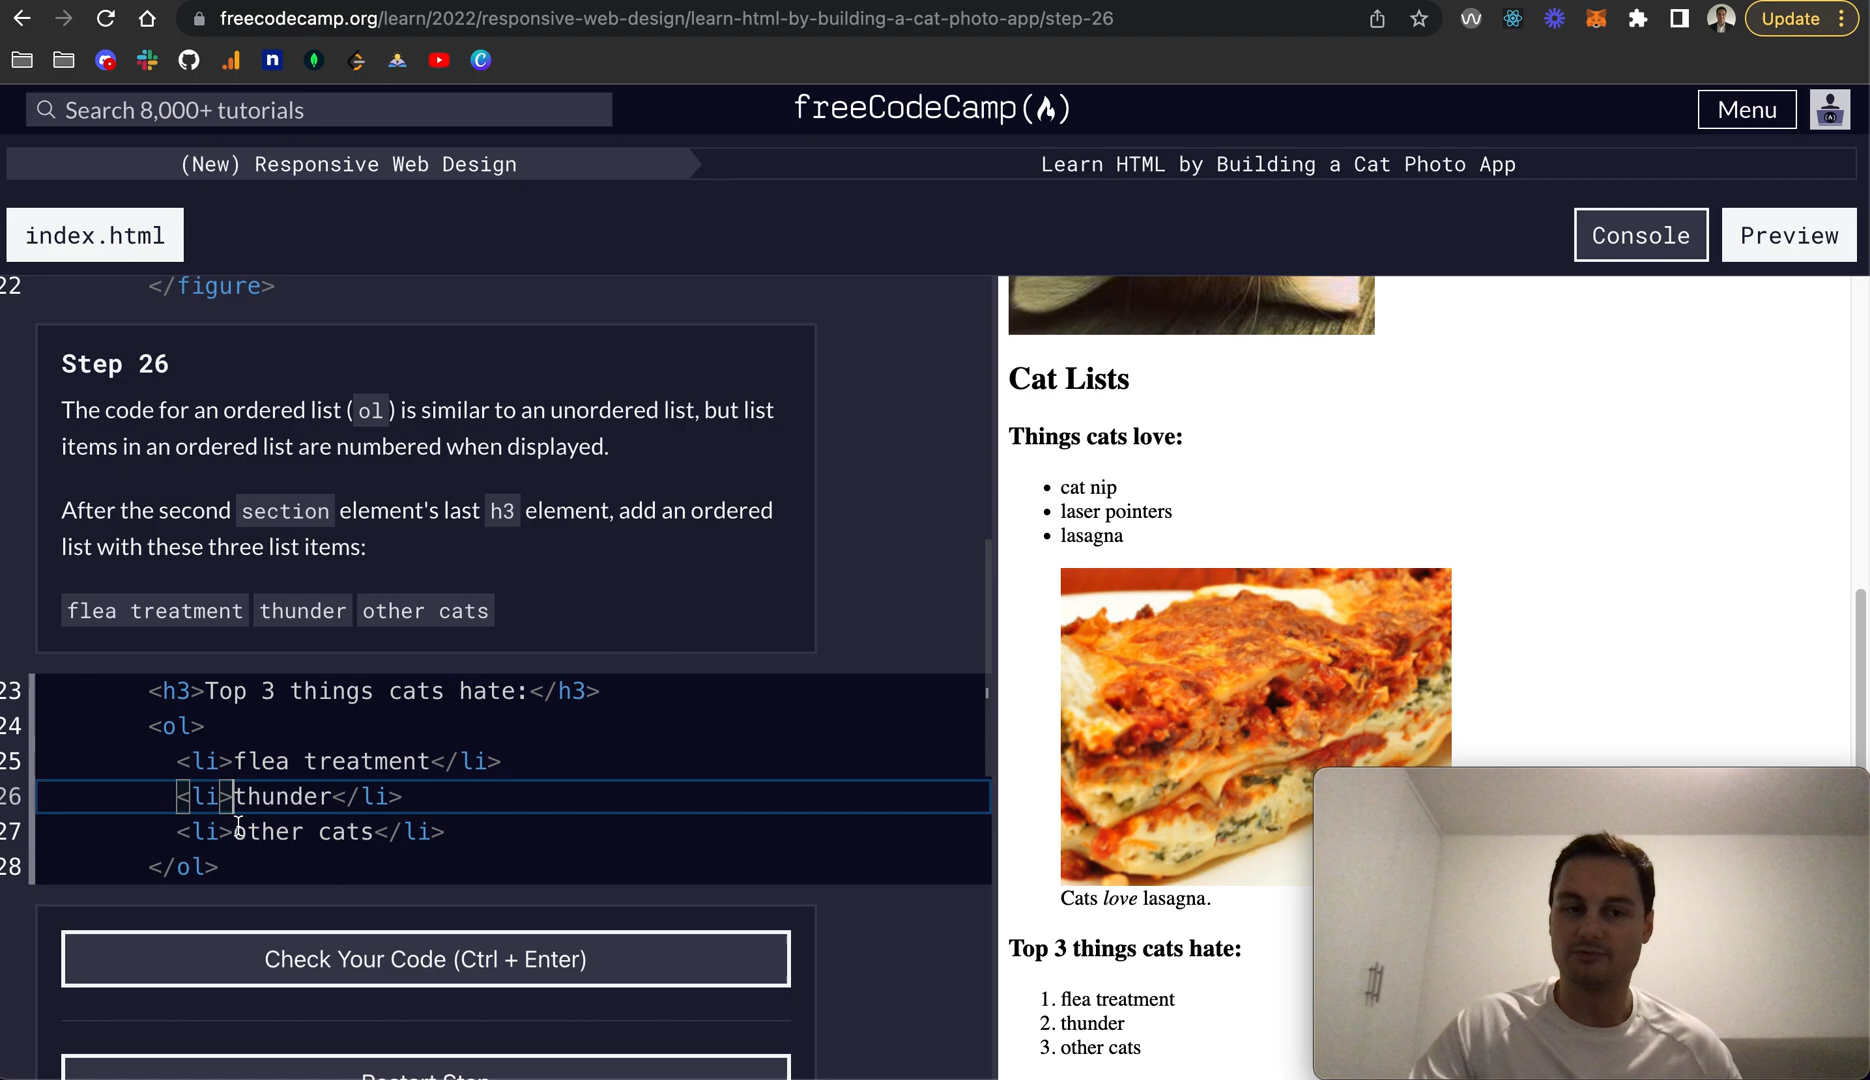 freecodecamp.org/learn/2022/responsive-web-design/learn-html-by-building-a-cat-photo-app/step-26
Update
Search 8,000+ tutorials
freeCodeCamp(🔥)
Menu
(New) Responsive Web Design
Learn HTML by Building a Cat Photo App
index.html
Console
Preview
22 </figure>
Step 26
The code for an ordered list (ol) is similar to an unordered list, but list
items in an ordered list are numbered when displayed.
After the second section element's last h3 element, add an ordered
list with these three list items:
flea treatment thunder other cats
23 <h3>Top 3 things cats hate:</h3>
24 <ol>
25 <li>flea treatment</li>
26 <li>thunder</li>
27 <li>other cats</li>
28 </ol>
Check Your Code (Ctrl + Enter)
Restart Step
Cat Lists
Things cats love:
• cat nip
• laser pointers
• lasagna
Cats love lasagna.
Top 3 things cats hate:
1. flea treatment
2. thunder
3. other cats